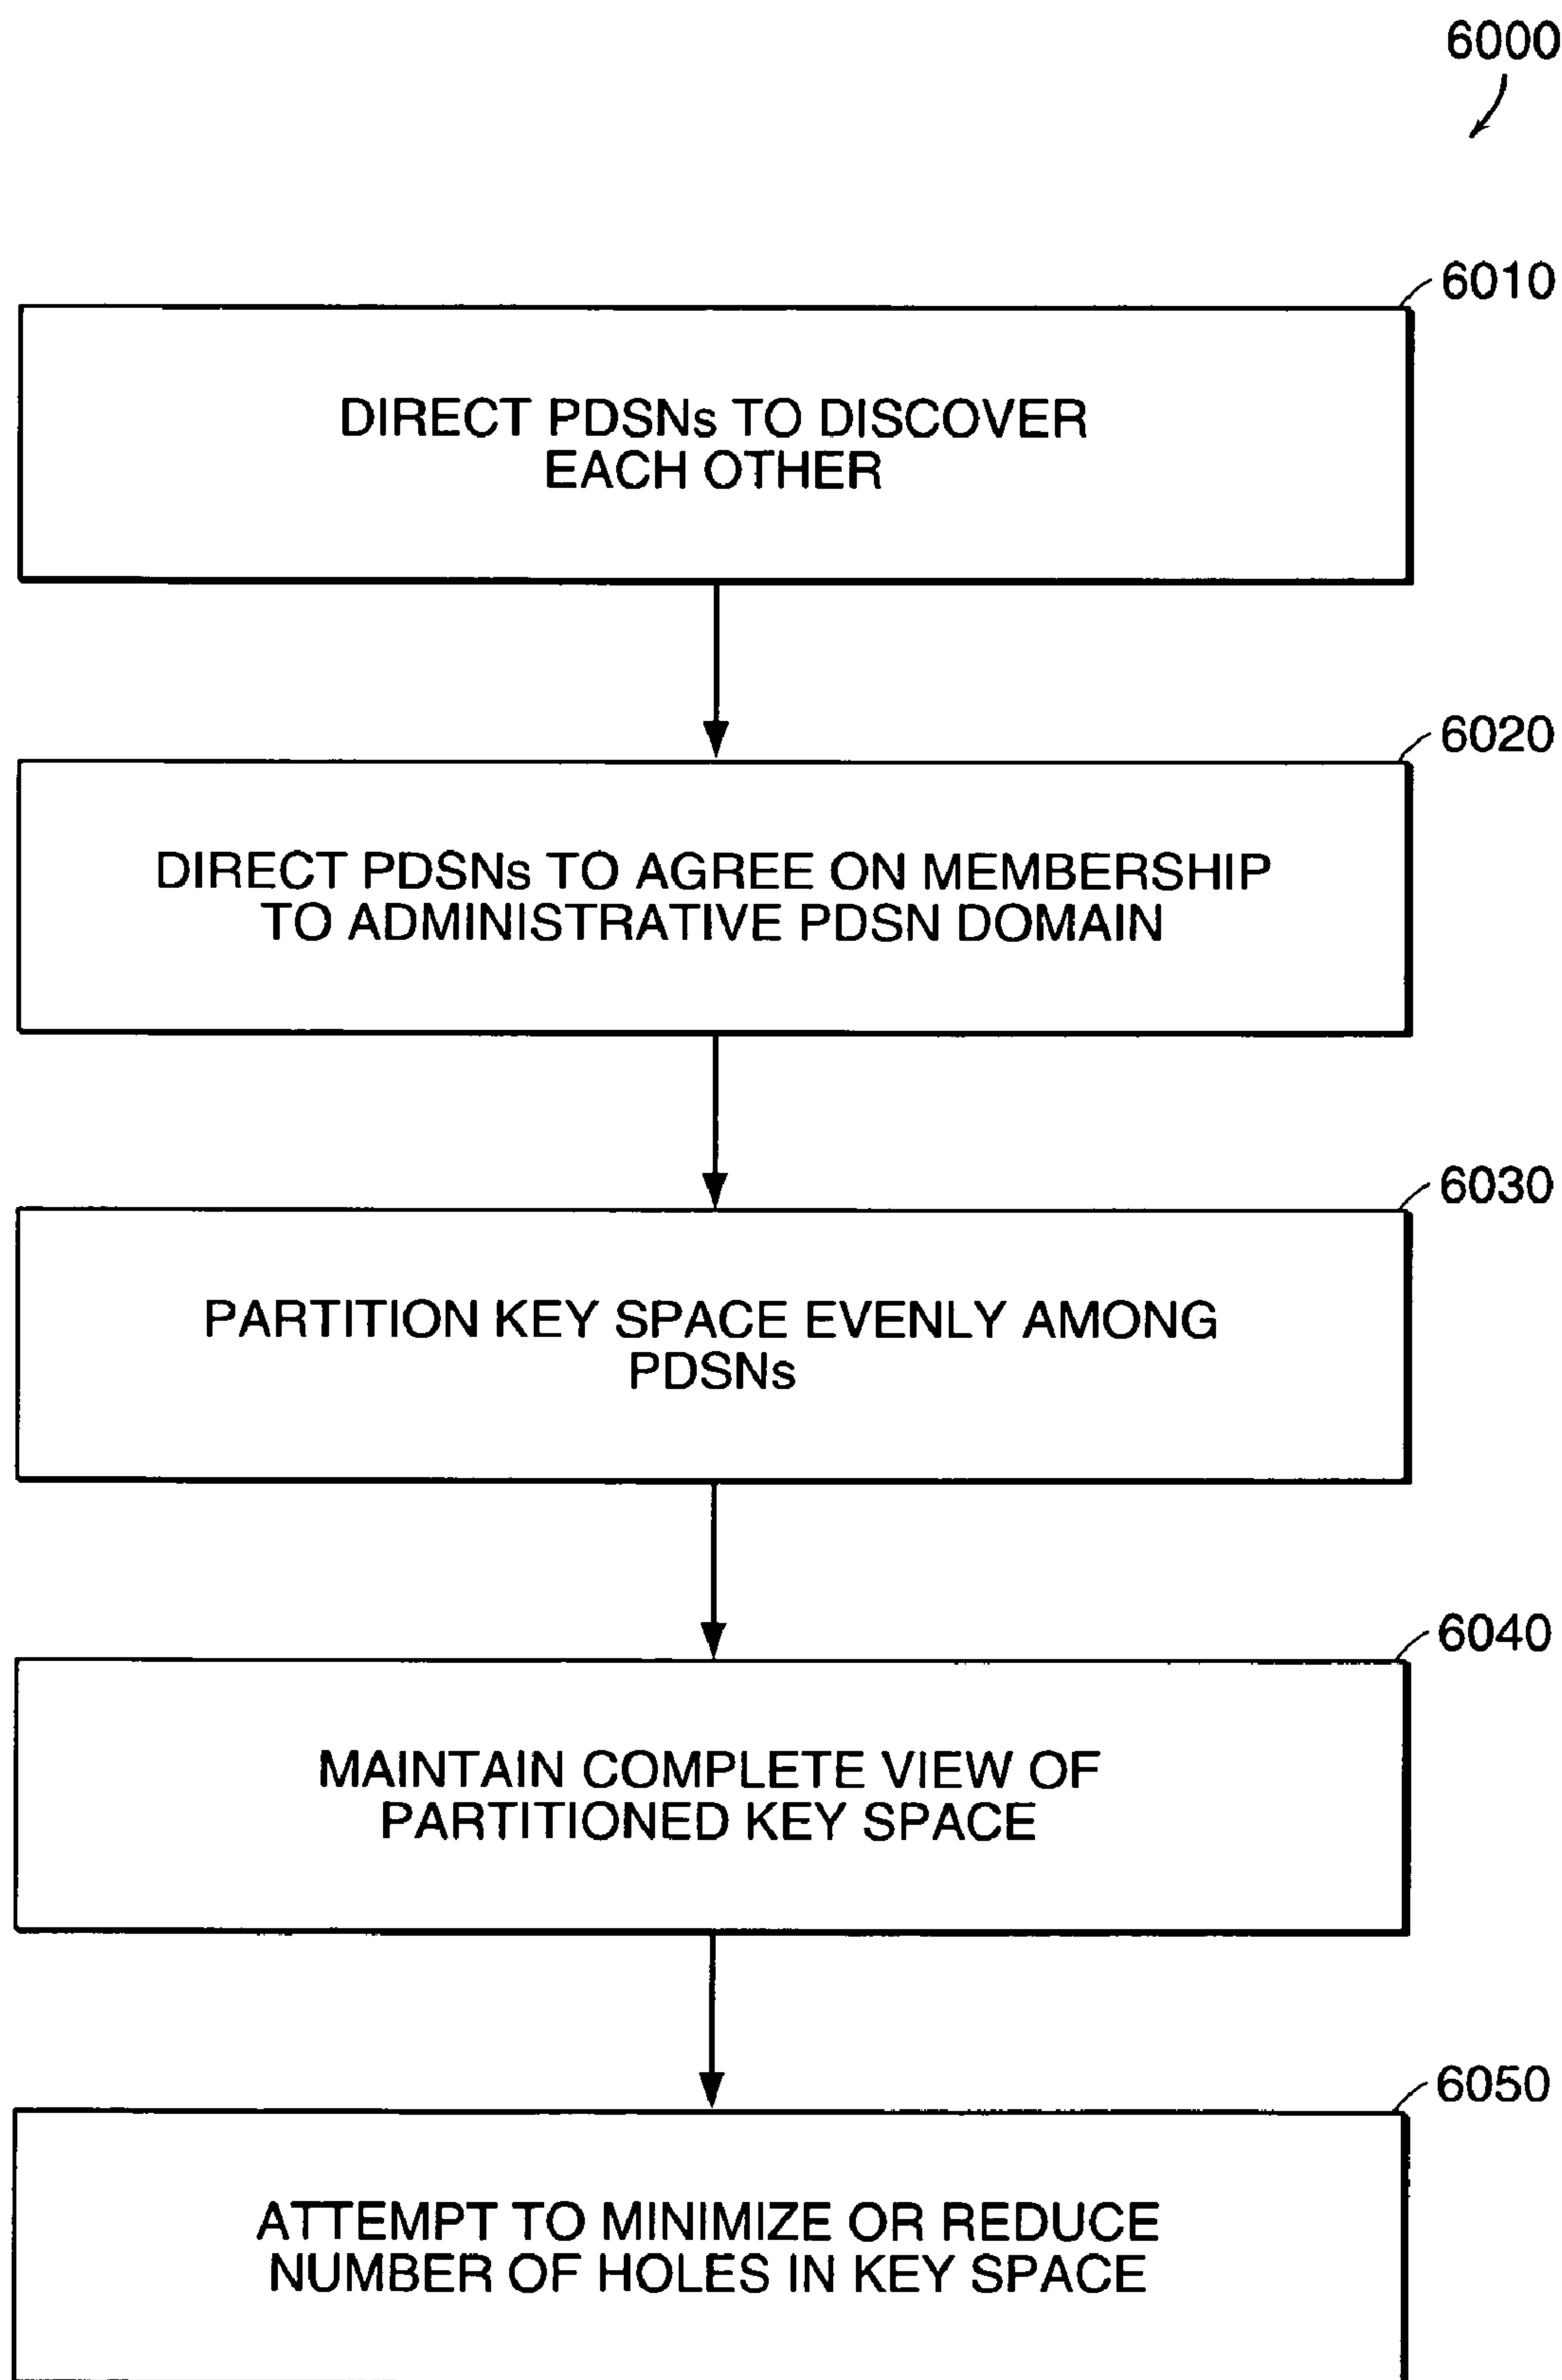 6000
6010
DIRECT PDSNs TO DISCOVER
EACH OTHER
6020
DIRECT PDSNs TO AGREE ON MEMBERSHIP
TO ADMINISTRATIVE PDSN DOMAIN
6030
PARTITION KEY SPACE EVENLY AMONG
PDSNs
6040
MAINTAIN COMPLETE VIEW OF
PARTITIONED KEY SPACE
6050
ATTEMPT TO MINIMIZE OR REDUCE
NUMBER OF HOLES IN KEY SPACE